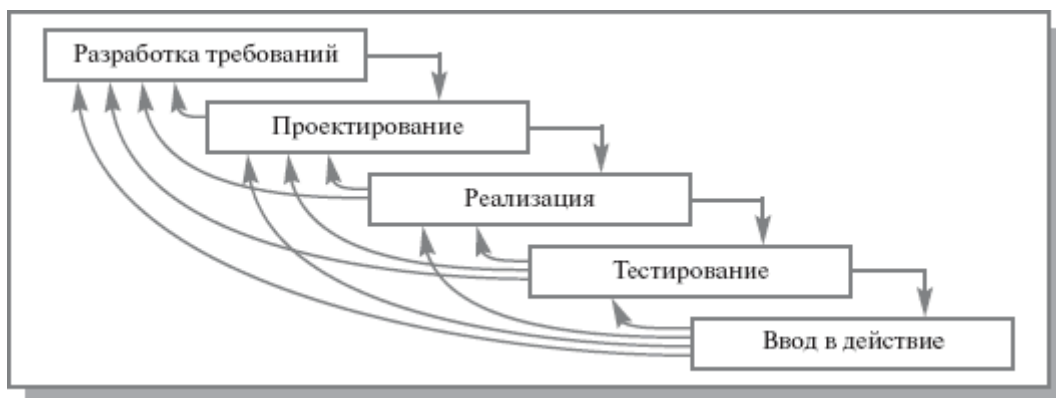 Разработка требований
Проектирование
Реализация
Тестирование
Ввод в действие